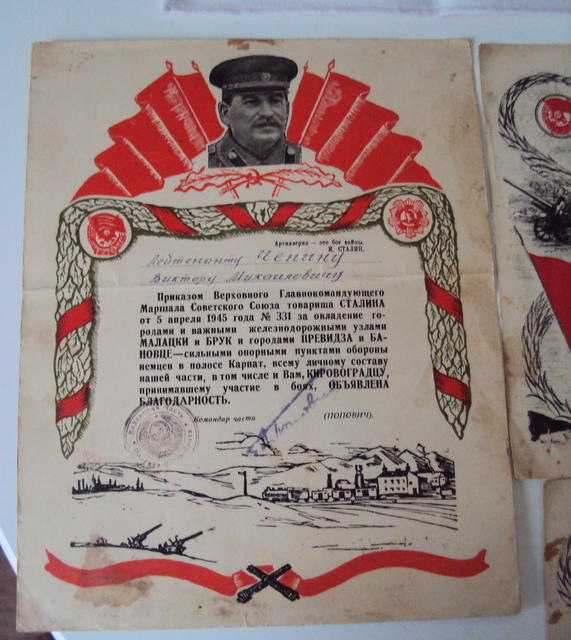 Артиллерия — это бог войны.
И. СТАЛИН.
Лейтенанту Ченину
Виктору Михайловичу
Приказом Верховного Главнокомандующего
Маршала Советского Союза товарища СТАЛИНА
от 5 апреля 1945 года № 331 за овладение го-
родами и важными железнодорожными узлами
МАЛАЦКИ и БРУК и городами ПРЕВИДЗА и БА-
НОВЦЕ—сильными опорными пунктами обороны
немцев в полосе Карпат, всему личному составу
нашей части, в том числе и Вам, КИРОВОГРАДЦУ,
принимавшему участие в боях, ОБЪЯВЛЕНА
БЛАГОДАРНОСТЬ.
Командир части (ПОПОВИЧ).